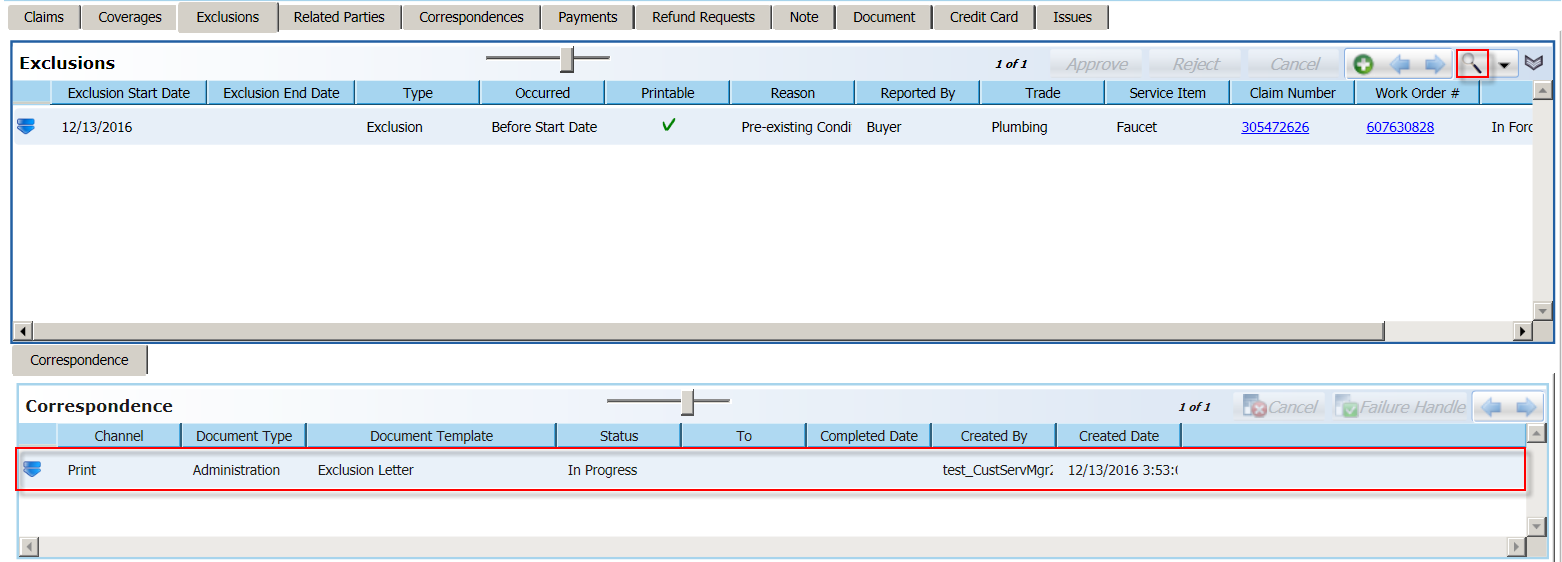 Claims Coverages Exclusions Related Parties Correspondences Payments Refund Requests Note Document Credit Card Issues
Exclusions 1 of 1 Approve Reject Cancel
Exclusion Start Date Exclusion End Date Type Occurred Printable Reason Reported By Trade Service Item Claim Number Work Order #
12/13/2016 Exclusion Before Start Date Pre-existing Condi Buyer Plumbing Faucet 305472626 607630828 In Forc
Correspondence
Correspondence 1 of 1 Cancel Failure Handle
Channel Document Type Document Template Status To Completed Date Created By Created Date
Print Administration Exclusion Letter In Progress test_CustServMgr2 12/13/2016 3:53:0